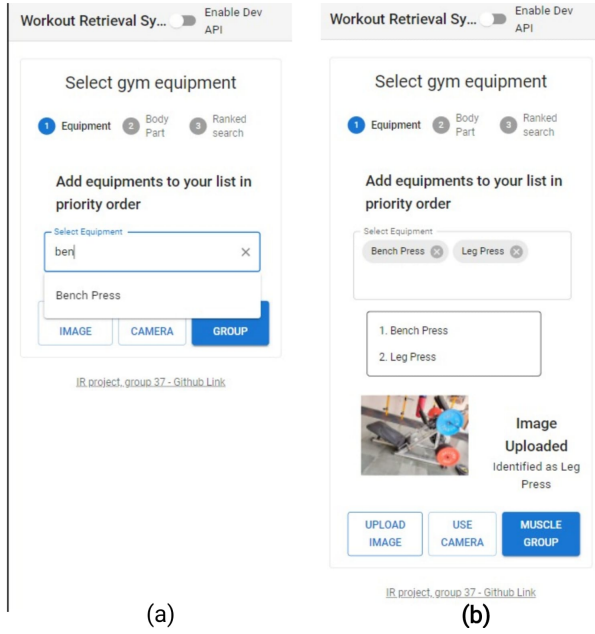 Workout Retrieval Sy...
Enable Dev
API
Select gym equipment
1 Equipment
2 Body
Part
3 Ranked
search
Add equipments to your list in
priority order
Select Equipment
ben
Bench Press
IMAGE
CAMERA
GROUP
IR project, group 37 - Github Link
(a)
Workout Retrieval Sy...
Enable Dev
API
Select gym equipment
1 Equipment
2 Body
Part
3 Ranked
search
Add equipments to your list in
priority order
Select Equipment
Bench Press
Leg Press
1. Bench Press
2. Leg Press
Image
Uploaded
Identified as Leg
Press
UPLOAD
IMAGE
USE
CAMERA
MUSCLE
GROUP
IR project, group 37 - Github Link
(b)